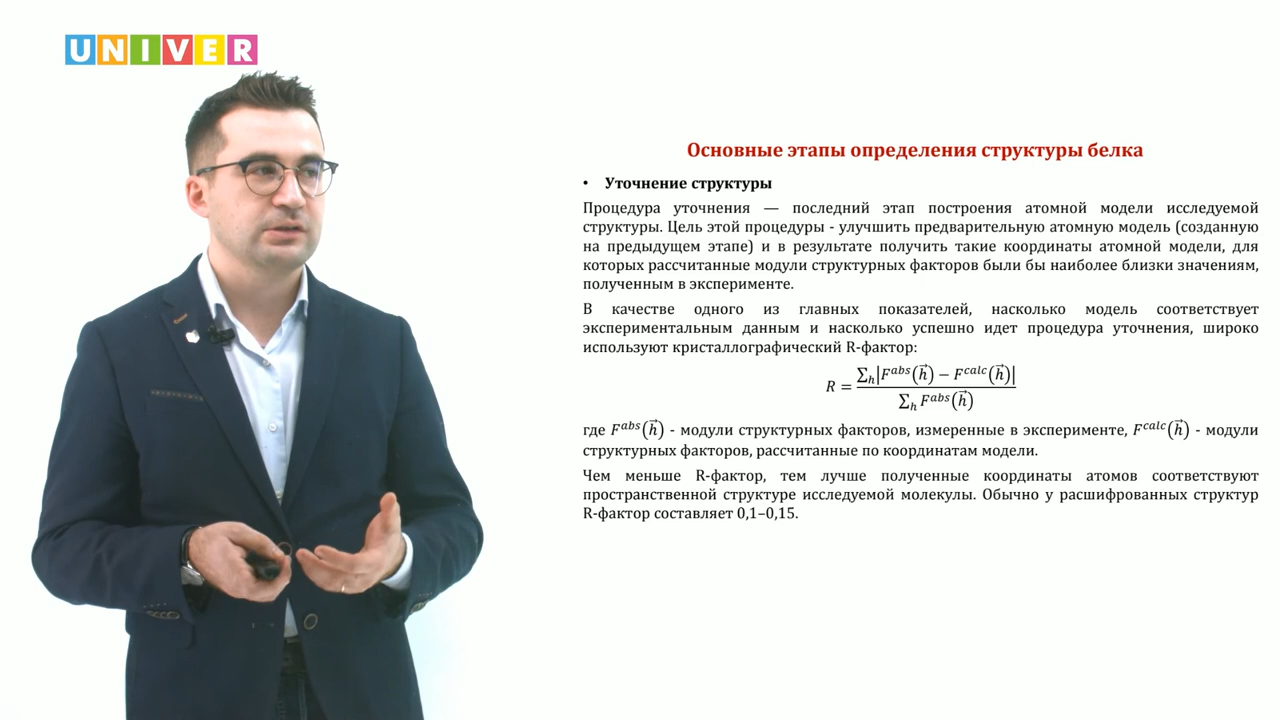 UNIVER
Основные этапы определения структуры белка
• Уточнение структуры
Процедура уточнения — последний этап построения атомной модели исследуемой
структуры. Цель этой процедуры - улучшить предварительную атомную модель (созданную
на предыдущем этапе) и в результате получить такие координаты атомной модели, для
которых рассчитанные модули структурных факторов были бы наиболее близки значениям,
полученным в эксперименте.
В качестве одного из главных показателей, насколько модель соответствует
экспериментальным данным и насколько успешно идет процедура уточнения, широко
используют кристаллографический R-фактор:
R = ∑ₕ|F^abs(h⃗) − F^calc(h⃗)| / ∑ₕ F^abs(h⃗)
где F^abs(h⃗) - модули структурных факторов, измеренные в эксперименте, F^calc(h⃗) - модули
структурных факторов, рассчитанные по координатам модели.
Чем меньше R-фактор, тем лучше полученные координаты атомов соответствуют
пространственной структуре исследуемой молекулы. Обычно у расшифрованных структур
R-фактор составляет 0,1–0,15.